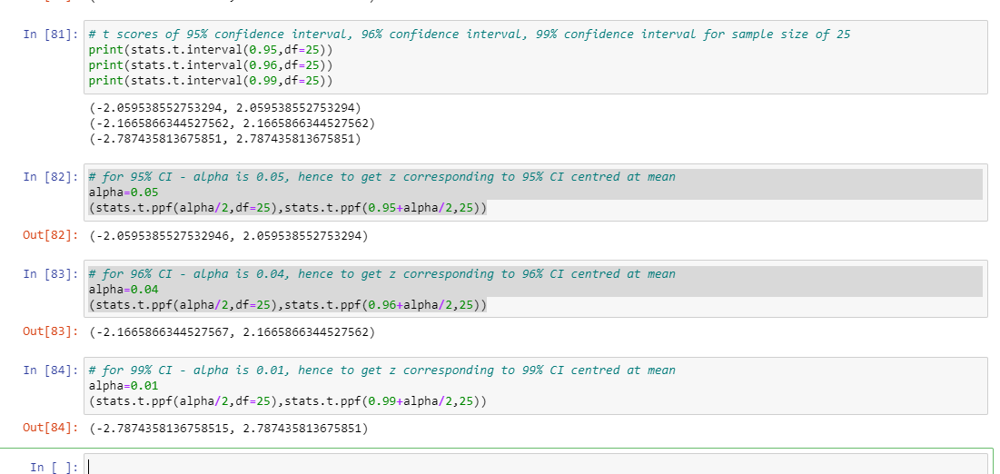 In [81]: # t scores of 95% confidence interval, 96% confidence interval, 99% confidence interval for sample size of 25
print(stats.t.interval(0.95,df=25))
print(stats.t.interval(0.96,df=25))
print(stats.t.interval(0.99,df=25))
(-2.059538552753294, 2.059538552753294)
(-2.1665866344527562, 2.1665866344527562)
(-2.787435813675851, 2.787435813675851)
In [82]: # for 95% CI - alpha is 0.05, hence to get z corresponding to 95% CI centred at mean
alpha=0.05
(stats.t.ppf(alpha/2,df=25),stats.t.ppf(0.95+alpha/2,25))
Out[82]: (-2.0595385527532946, 2.059538552753294)
In [83]: # for 96% CI - alpha is 0.04, hence to get z corresponding to 96% CI centred at mean
alpha=0.04
(stats.t.ppf(alpha/2,df=25),stats.t.ppf(0.96+alpha/2,25))
Out[83]: (-2.1665866344527567, 2.1665866344527562)
In [84]: # for 99% CI - alpha is 0.01, hence to get z corresponding to 99% CI centred at mean
alpha=0.01
(stats.t.ppf(alpha/2,df=25),stats.t.ppf(0.99+alpha/2,25))
Out[84]: (-2.7874358136758515, 2.787435813675851)
In [ ]: